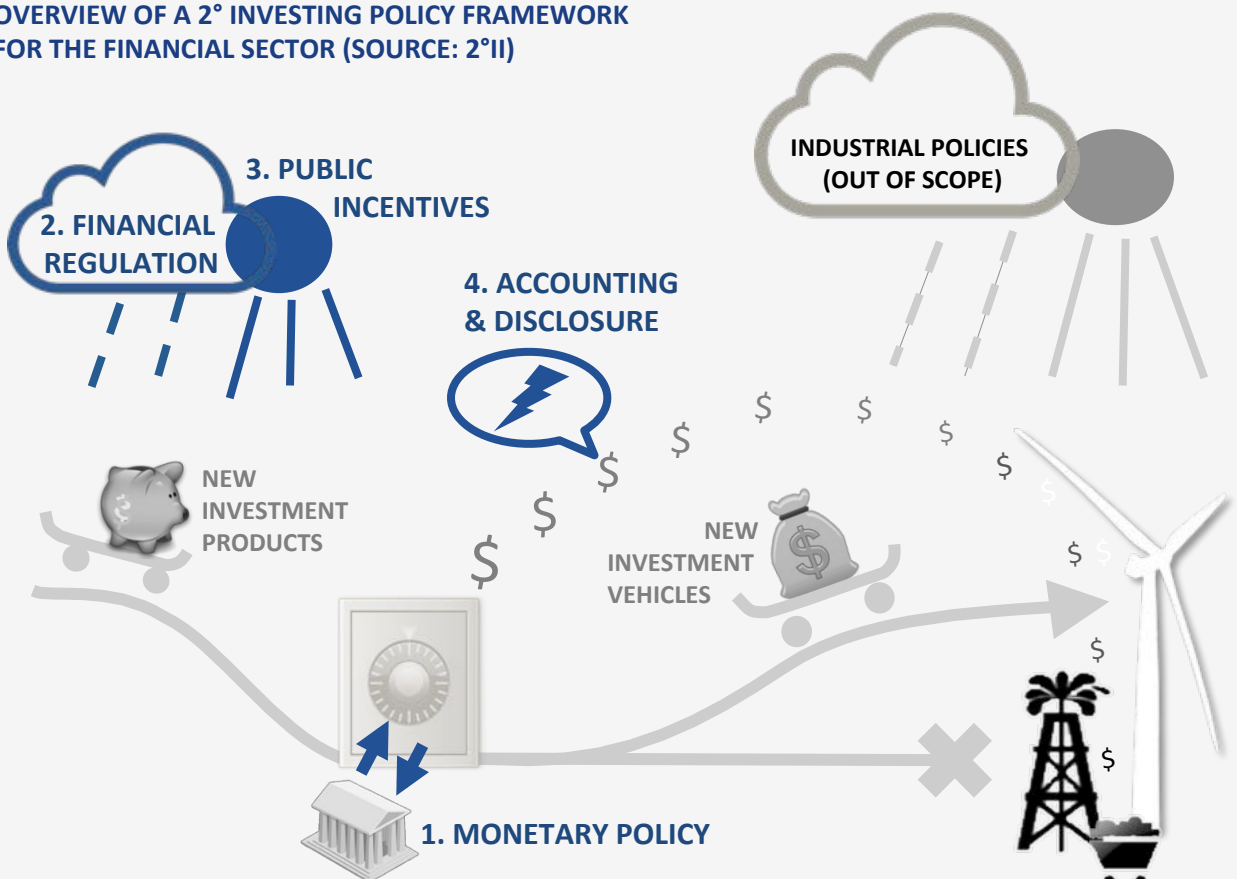 OVERVIEW OF A 2° INVESTING POLICY FRAMEWORK
FOR THE FINANCIAL SECTOR (SOURCE: 2°II)
INDUSTRIAL POLICIES
(OUT OF SCOPE)
3. PUBLIC
INCENTIVES
2. FINANCIAL
REGULATION
4. ACCOUNTING
& DISCLOSURE
$
$
$
$
$
$
$
$
$
$
$
$
$
NEW
INVESTMENT
PRODUCTS
$
NEW
INVESTMENT
VEHICLES
$
1. MONETARY POLICY